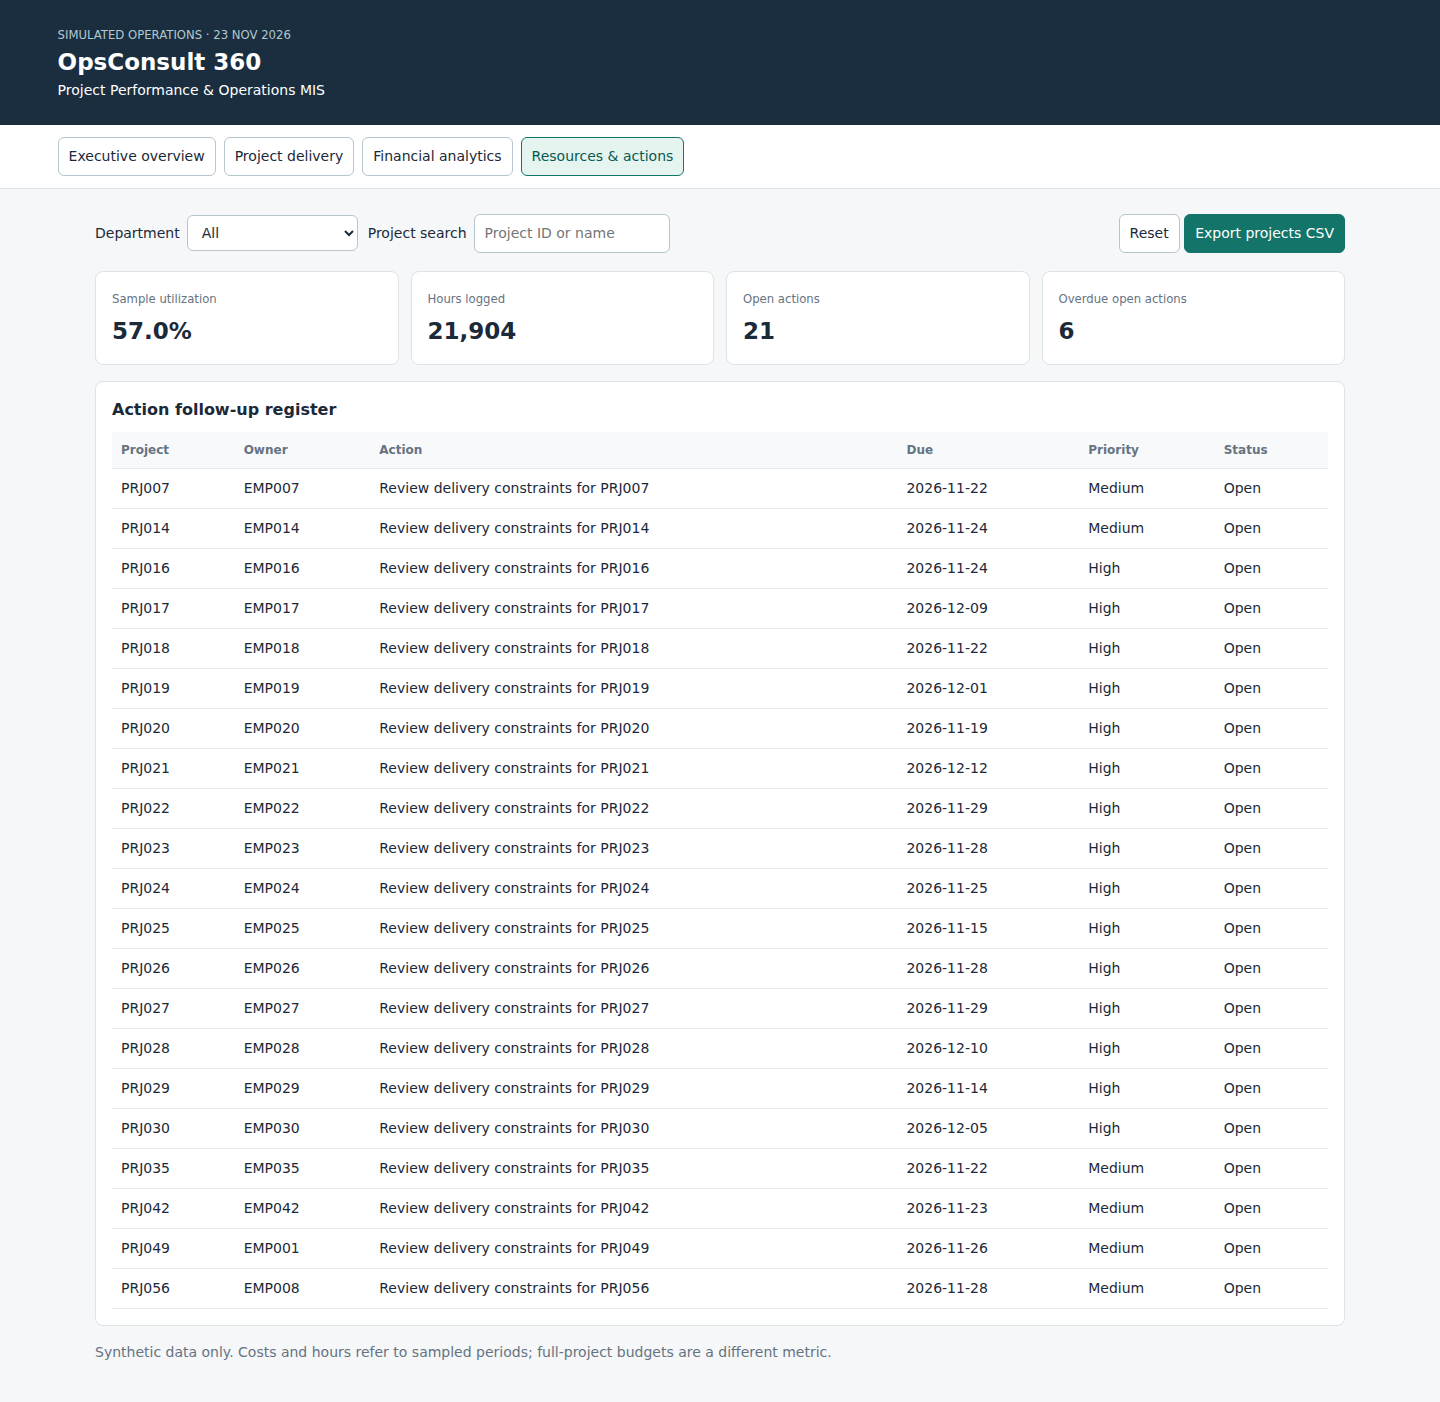 SIMULATED OPERATIONS · 23 NOV 2026
OpsConsult 360
Project Performance & Operations MIS
Executive overview Project delivery Financial analytics Resources & actions
Department All Project search Project ID or name Reset Export projects CSV
Sample utilization Hours logged Open actions Overdue open actions
57.0% 21,904 21 6
Action follow-up register
Project Owner Action Due Priority Status
PRJ007 EMP007 Review delivery constraints for PRJ007 2026-11-22 Medium Open
PRJ014 EMP014 Review delivery constraints for PRJ014 2026-11-24 Medium Open
PRJ016 EMP016 Review delivery constraints for PRJ016 2026-11-24 High Open
PRJ017 EMP017 Review delivery constraints for PRJ017 2026-12-09 High Open
PRJ018 EMP018 Review delivery constraints for PRJ018 2026-11-22 High Open
PRJ019 EMP019 Review delivery constraints for PRJ019 2026-12-01 High Open
PRJ020 EMP020 Review delivery constraints for PRJ020 2026-11-19 High Open
PRJ021 EMP021 Review delivery constraints for PRJ021 2026-12-12 High Open
PRJ022 EMP022 Review delivery constraints for PRJ022 2026-11-29 High Open
PRJ023 EMP023 Review delivery constraints for PRJ023 2026-11-28 High Open
PRJ024 EMP024 Review delivery constraints for PRJ024 2026-11-25 High Open
PRJ025 EMP025 Review delivery constraints for PRJ025 2026-11-15 High Open
PRJ026 EMP026 Review delivery constraints for PRJ026 2026-11-28 High Open
PRJ027 EMP027 Review delivery constraints for PRJ027 2026-11-29 High Open
PRJ028 EMP028 Review delivery constraints for PRJ028 2026-12-10 High Open
PRJ029 EMP029 Review delivery constraints for PRJ029 2026-11-14 High Open
PRJ030 EMP030 Review delivery constraints for PRJ030 2026-12-05 High Open
PRJ035 EMP035 Review delivery constraints for PRJ035 2026-11-22 Medium Open
PRJ042 EMP042 Review delivery constraints for PRJ042 2026-11-23 Medium Open
PRJ049 EMP001 Review delivery constraints for PRJ049 2026-11-26 Medium Open
PRJ056 EMP008 Review delivery constraints for PRJ056 2026-11-28 Medium Open
Synthetic data only. Costs and hours refer to sampled periods; full-project budgets are a different metric.